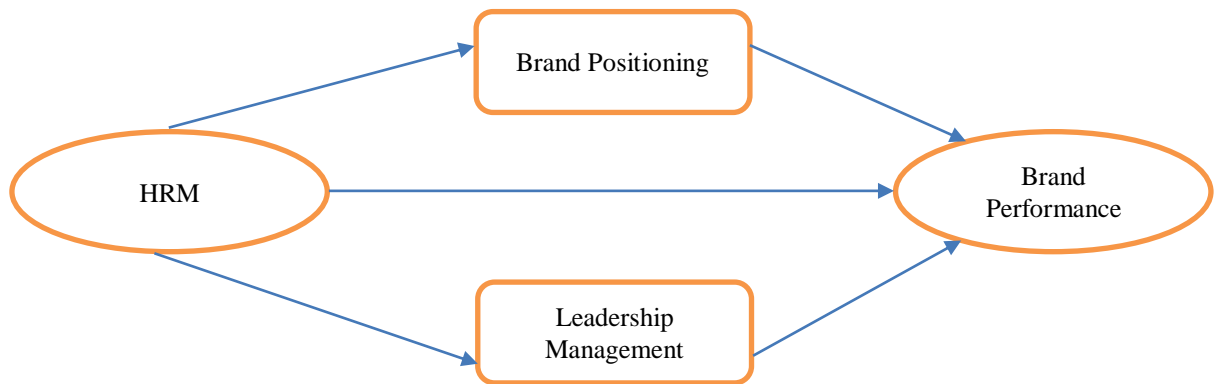 Brand Positioning
HRM
Brand
Performance
Leadership
Management